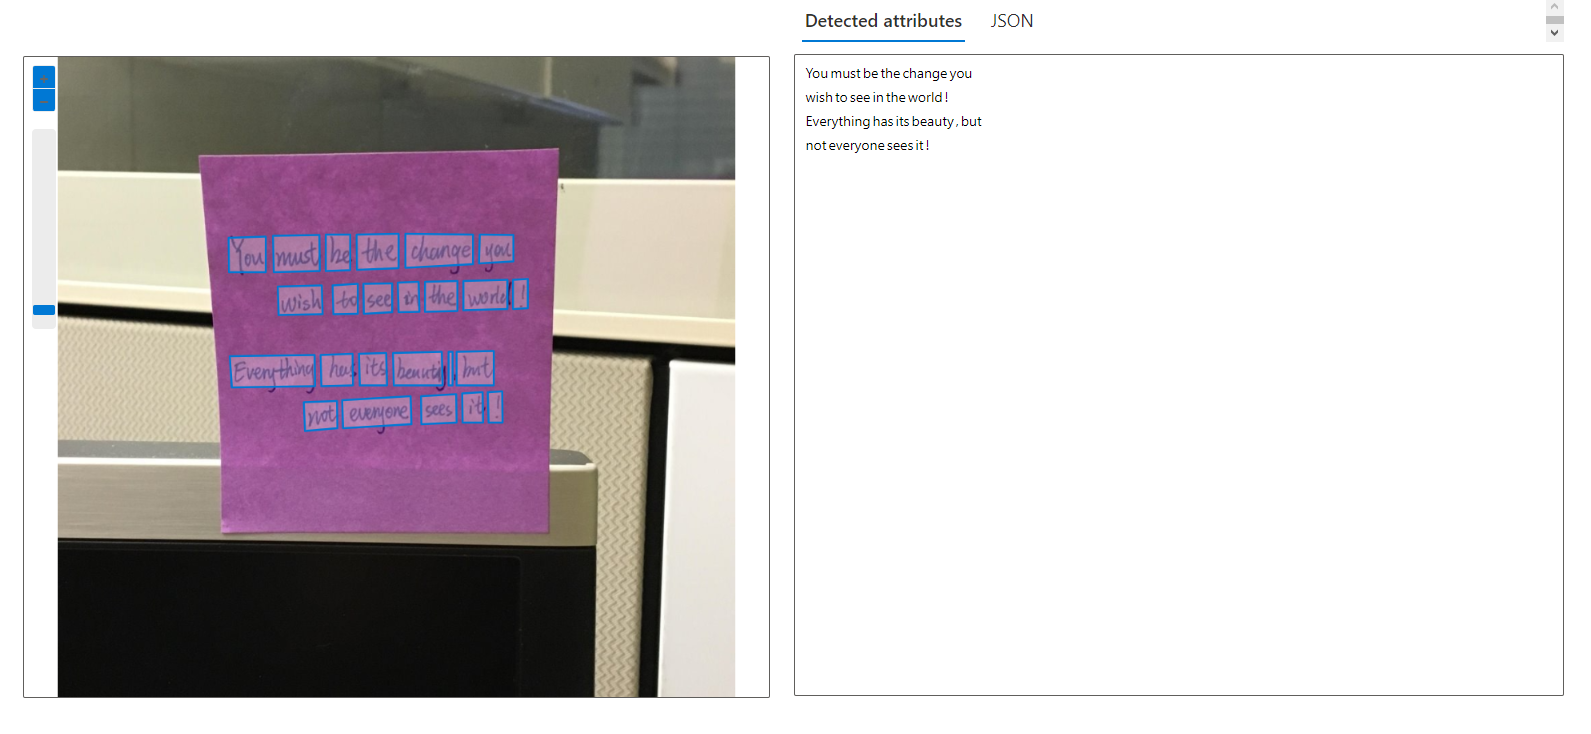 Detected attributes JSON
You must be the change you
wish to see in the world!
Everything has its beauty, but
not everyone sees it!
You must be the change you
wish to see in the world !
Everything has its beauty , but
not everyone sees it !